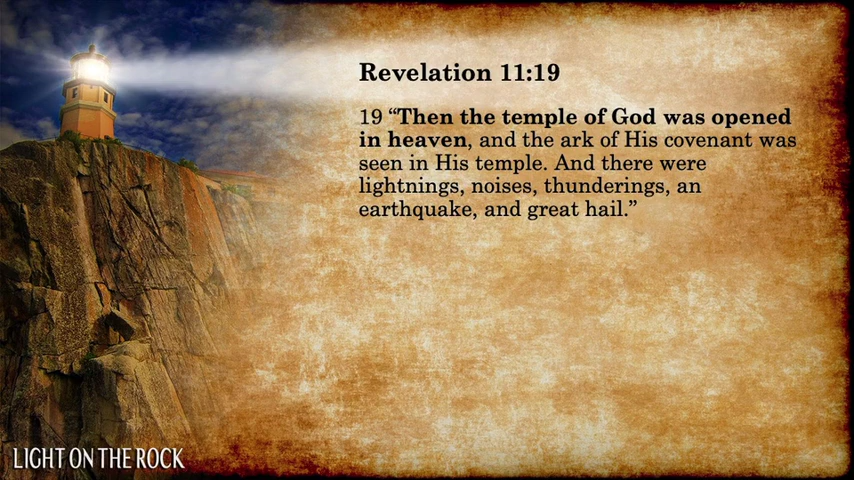 Revelation 11:19
19 “Then the temple of God was opened
in heaven, and the ark of His covenant was
seen in His temple. And there were
lightnings, noises, thunderings, an
earthquake, and great hail.”
LIGHT ON THE ROCK